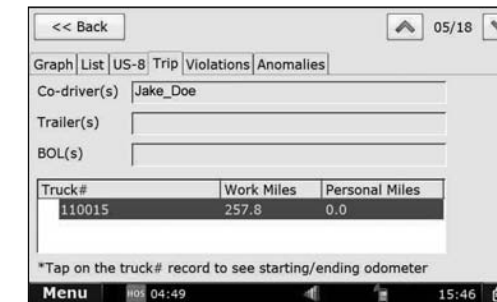 << Back 05/18
Graph List US-8 Trip Violations Anomalies
Co-driver(s) Jake_Doe
Trailer(s)
BOL(s)
Truck# Work Miles Personal Miles
110015 257.8 0.0
*Tap on the truck# record to see starting/ending odometer
Menu HOS 04:49 15:46